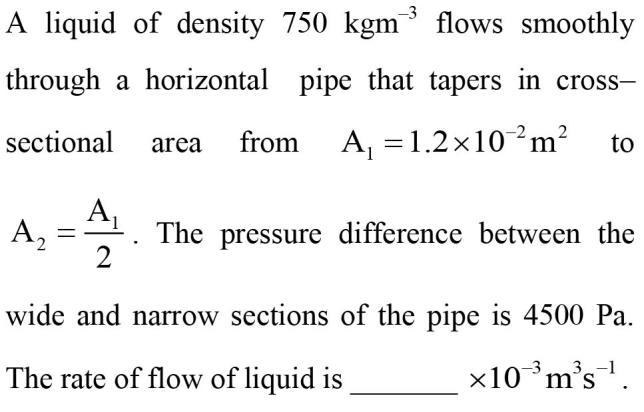 A liquid of density 750 kgm⁻³ flows smoothly
through a horizontal pipe that tapers in cross–
sectional area from A₁ = 1.2×10⁻² m² to
A₂ = A₁/2. The pressure difference between the
wide and narrow sections of the pipe is 4500 Pa.
The rate of flow of liquid is ________ ×10⁻³ m³s⁻¹.